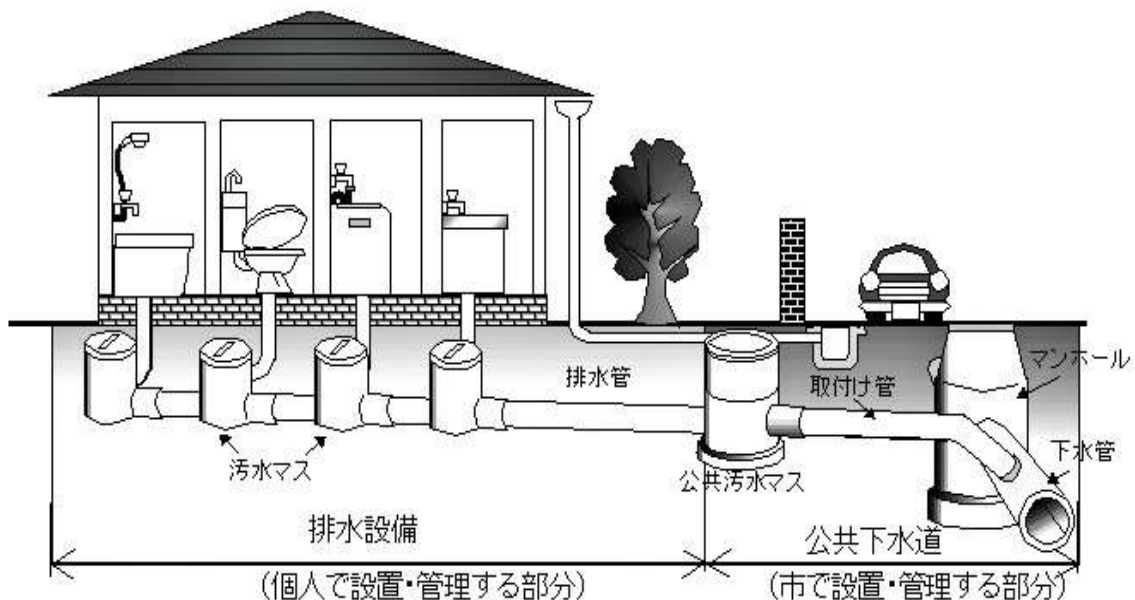 マンホール
排水管
取付け管
下水管
汚水マス
公共汚水マス
排水設備
公共下水道
(個人で設置・管理する部分)
(市で設置・管理する部分)